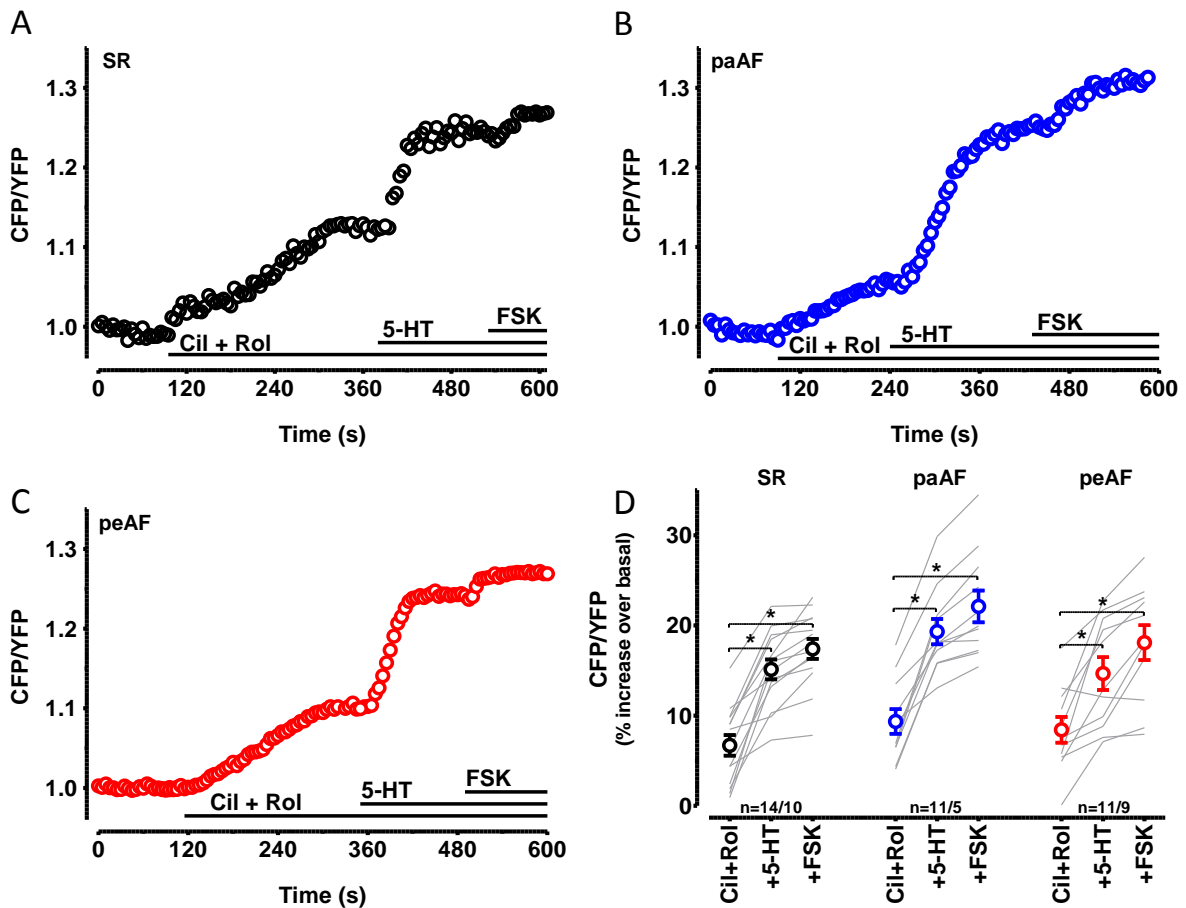 A
SR
1.3
1.2
1.1
1.0
CFP/YFP
FSK
5-HT
Cil + Rol
0 120 240 360 480 600
Time (s)
B
paAF
1.3
1.2
1.1
1.0
CFP/YFP
FSK
5-HT
Cil + Rol
0 120 240 360 480 600
Time (s)
C
peAF
1.3
1.2
1.1
1.0
CFP/YFP
FSK
5-HT
Cil + Rol
0 120 240 360 480 600
Time (s)
D
SR paAF peAF
30
20
10
0
CFP/YFP
(% increase over basal)
* * * * * *
n=14/10 n=11/5 n=11/9
Cil+Rol +5-HT +FSK Cil+Rol +5-HT +FSK Cil+Rol +5-HT +FSK